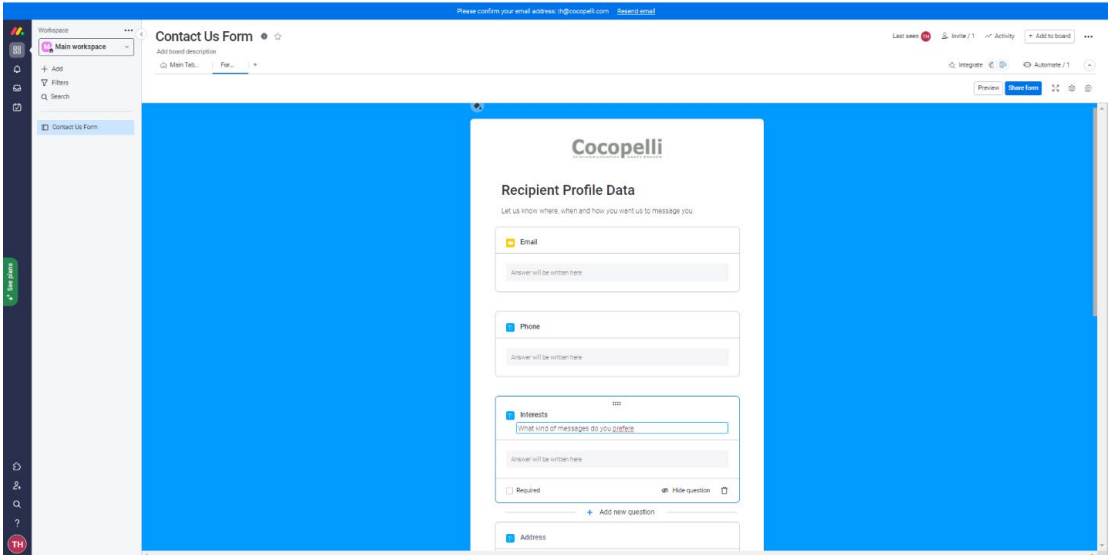 Please confirm your email address: th@cocopelli.com Resend email
Workspace
M Main workspace
+ Add
Filters
Search
Contact Us Form
See plans
?
TH
Contact Us Form
Last seen TH Invite / 1 Activity + Add to board
Add board description
Main Tab... For... +
Integrate Automate / 1
Preview Share form
Cocopelli
Recipient Profile Data
Let us know where, when and how you want us to message you
Email
Answer will be written here
Phone
Answer will be written here
Interests
What kind of messages do you prefere
Answer will be written here
Required Hide question
+ Add new question
Address